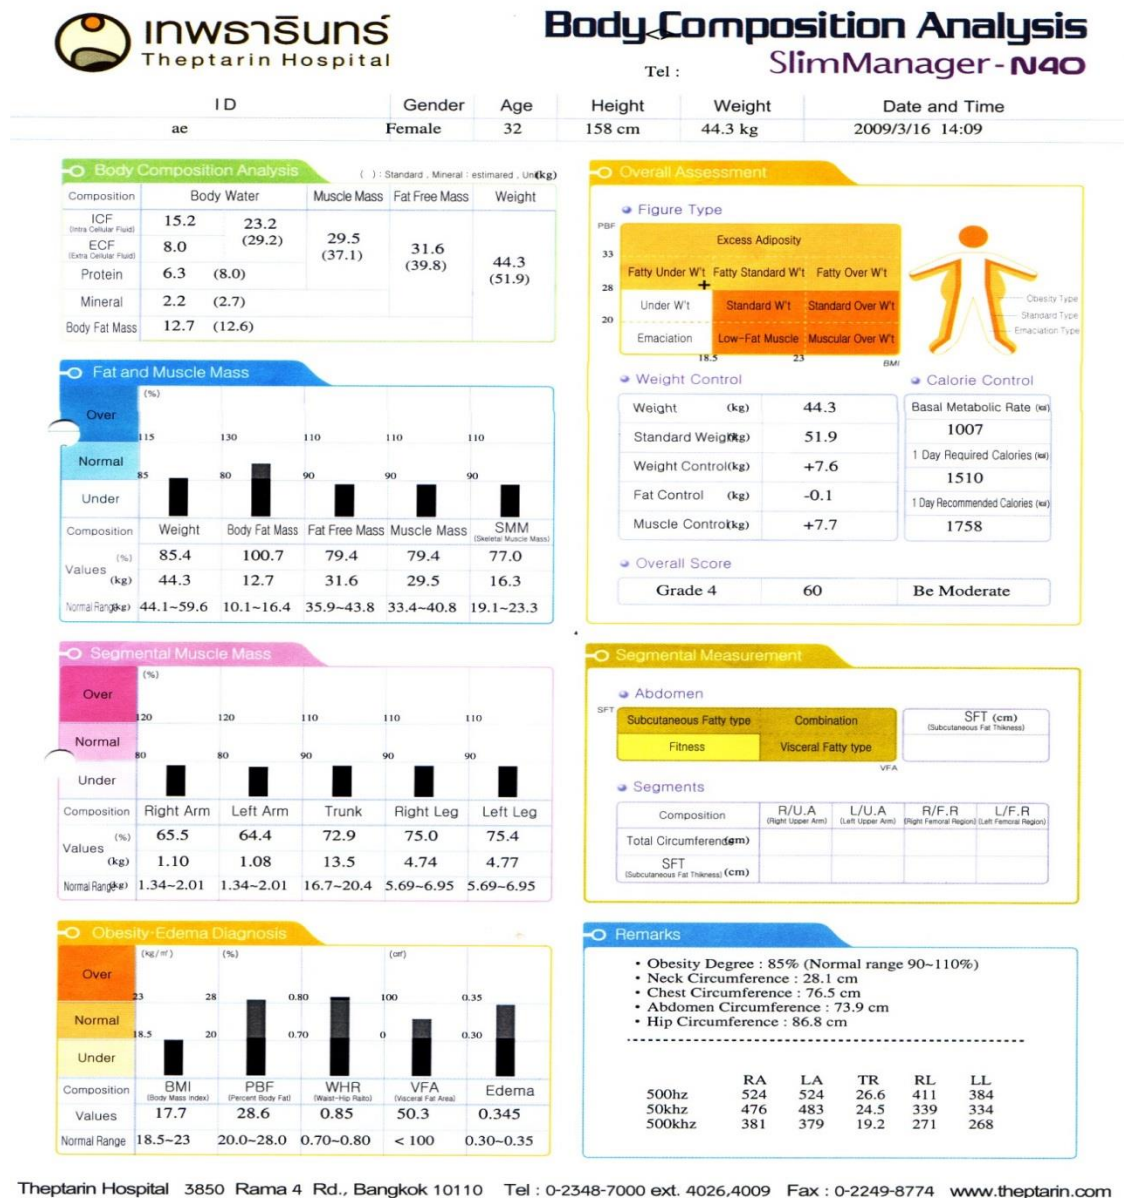 เทพธารินทร์
Theptarin Hospital
Body Composition Analysis
Tel :
SlimManager-N40
ID Gender Age Height Weight Date and Time
ae Female 32 158 cm 44.3 kg 2009/3/16 14:09
Body Composition Analysis
( ) : Standard , Mineral : estimared , Unit(kg)
Composition Body Water Muscle Mass Fat Free Mass Weight
ICF (Intra Cellular Fluid) 15.2 23.2 (29.2) 29.5 (37.1) 31.6 (39.8) 44.3 (51.9)
ECF (Extra Cellular Fluid) 8.0
Protein 6.3 (8.0)
Mineral 2.2 (2.7)
Body Fat Mass 12.7 (12.6)
Fat and Muscle Mass
(%)
Over
115 130 110 110 110
Normal
85 80 90 90 90
Under
Composition Weight Body Fat Mass Fat Free Mass Muscle Mass SMM (Skeletal Muscle Mass)
Values (%) 85.4 100.7 79.4 79.4 77.0
(kg) 44.3 12.7 31.6 29.5 16.3
Normal Range(kg) 44.1~59.6 10.1~16.4 35.9~43.8 33.4~40.8 19.1~23.3
Segmental Muscle Mass
(%)
Over
120 120 110 110 110
Normal
80 80 90 90 90
Under
Composition Right Arm Left Arm Trunk Right Leg Left Leg
Values (%) 65.5 64.4 72.9 75.0 75.4
(kg) 1.10 1.08 13.5 4.74 4.77
Normal Range(kg) 1.34~2.01 1.34~2.01 16.7~20.4 5.69~6.95 5.69~6.95
Obesity·Edema Diagnosis
(kg/㎡) (%) (㎠)
Over
23 28 0.80 100 0.35
Normal
18.5 20 0.70 0 0.30
Under
Composition BMI (Body Mass Index) PBF (Percent Body Fat) WHR (Waist-Hip Raito) VFA (Visceral Fat Area) Edema
Values 17.7 28.6 0.85 50.3 0.345
Normal Range 18.5~23 20.0~28.0 0.70~0.80 < 100 0.30~0.35
Overall Assessment
Figure Type
PBF
Excess Adiposity
33
Fatty Under W't Fatty Standard W't Fatty Over W't
28
Under W't Standard W't Standard Over W't
20
Emaciation Low-Fat Muscle Muscular Over W't
18.5 23 BMI
Obesity Type
Standard Type
Emaciation Type
Weight Control
Weight (kg) 44.3
Standard Weight(kg) 51.9
Weight Control(kg) +7.6
Fat Control (kg) -0.1
Muscle Control(kg) +7.7
Calorie Control
Basal Metabolic Rate (㎉)
1007
1 Day Required Calories (㎉)
1510
1 Day Recommended Calories (㎉)
1758
Overall Score
Grade 4 60 Be Moderate
Segmental Measurement
Abdomen
SFT
Subcutaneous Fatty type Combination
Fitness Visceral Fatty type
VFA
SFT (cm)
(Subcutaneous Fat Thikness)
Segments
Composition R/U.A (Right Upper Arm) L/U.A (Left Upper Arm) R/F.R (Right Femoral Region) L/F.R (Left Femoral Region)
Total Circumference(cm)
SFT (Subcutaneous Fat Thikness) (cm)
Remarks
• Obesity Degree : 85% (Normal range 90~110%)
• Neck Circumference : 28.1 cm
• Chest Circumference : 76.5 cm
• Abdomen Circumference : 73.9 cm
• Hip Circumference : 86.8 cm
RA LA TR RL LL
500hz 524 524 26.6 411 384
50khz 476 483 24.5 339 334
500khz 381 379 19.2 271 268
Theptarin Hospital 3850 Rama 4 Rd., Bangkok 10110 Tel : 0-2348-7000 ext. 4026,4009 Fax : 0-2249-8774 www.theptarin.com